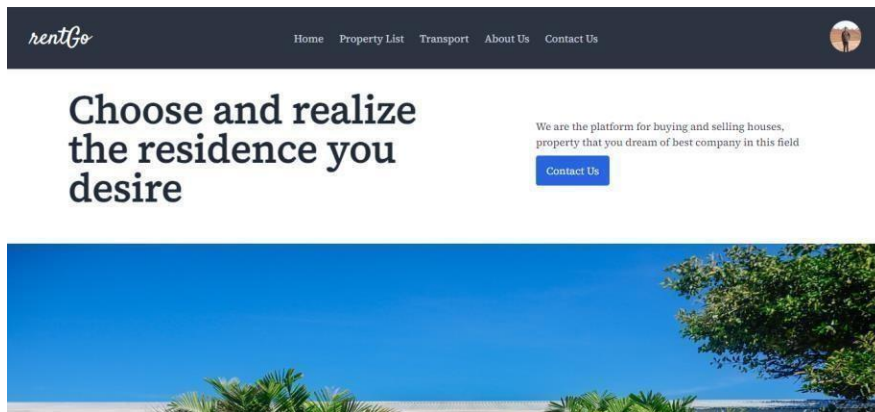 rentGo
Home Property List Transport About Us Contact Us
Choose and realize
the residence you
desire
We are the platform for buying and selling houses,
property that you dream of best company in this field
Contact Us